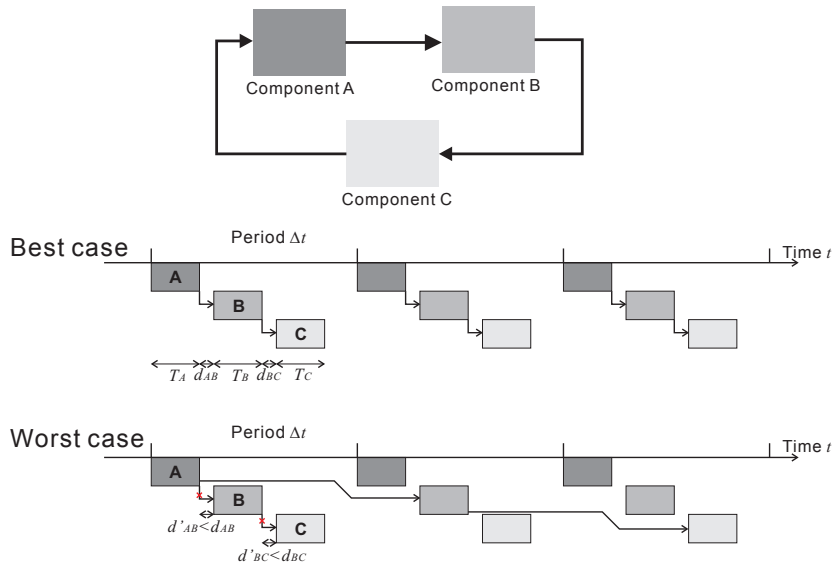 Component A
Component B
Component C
Best case
Period Δt
Time t
A
B
C
TA dAB TB dBC TC
Worst case
Period Δt
Time t
A
B
C
d'AB<dAB
d'BC<dBC